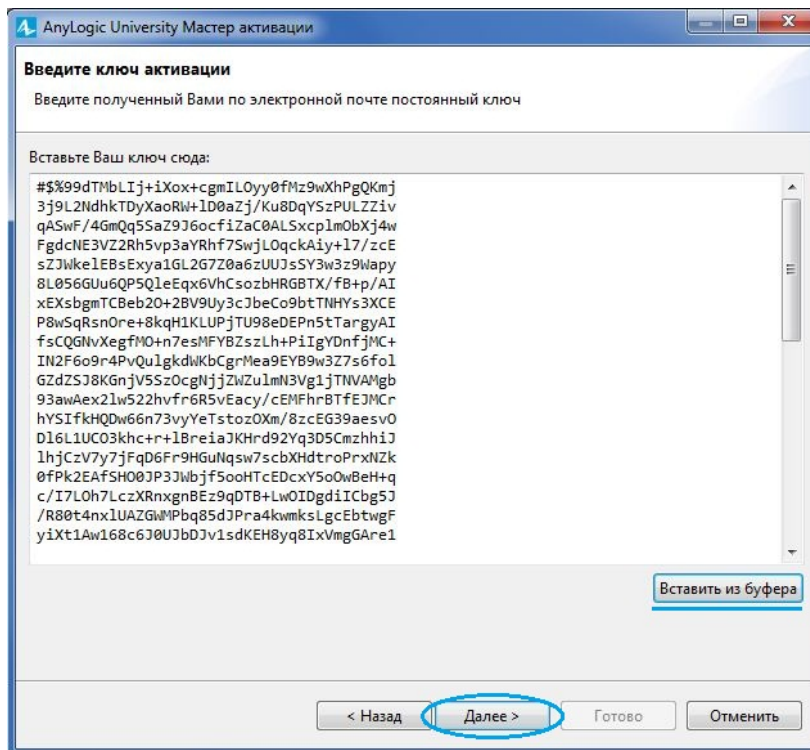 AnyLogic University Мастер активации
Введите ключ активации
Введите полученный Вами по электронной почте постоянный ключ
Вставьте Ваш ключ сюда:
#$%99dTMbLIj+iXox+cgmILOyy0fMz9wXhPgQKmj
3j9L2NdhkTDyXaoRW+lD0aZj/Ku8DqYSzPULZZiv
qASwF/4GmQq5SaZ9J6ocfiZaC0ALSxcplmObXj4w
FgdcNE3VZ2Rh5vp3aYRhf7SwjLOqckAiy+l7/zcE
sZJWkelEBsExya1GL2G7Z0a6zUUJsSY3w3z9Wapy
8L056GUu6QP5QleEqx6VhCsozbHRGBTX/fB+p/AI
xEXsbgmTCBeb2O+2BV9Uy3cJbeCo9btTNHYs3XCE
P8wSqRsnOre+8kqH1KLUPjTU98eDEPn5tTargyAI
fsCQGNvXegfMO+n7esMFYBZszLh+PiIgYDnfjMC+
IN2F6o9r4PvQulgkdWKbCgrMea9EYB9w3Z7s6fol
GZdZSJ8KGnjV5SzOcgNjjZWZulmN3Vg1jTNVAMgb
93awAex2lw522hvfr6R5vEacy/cEMFhrBTfEJMCr
hYSIfkHQDw66n73vyYeTstozOXm/8zcEG39aesvO
Dl6L1UCO3khc+r+lBreiaJKHrd92Yq3D5CmzhhiJ
lhjCzV7y7jFqD6Fr9HGuNqsw7scbXHdtroPrxNZk
0fPk2EAfSHO0JP3JWbjf5ooHTcEDcxY5oOwBeH+q
c/I7LOh7LczXRnxgnBEz9qDTB+LwOIDgdiICbg5J
/R80t4nxlUAZGWMPbq85dJPra4kwmksLgcEbtwgF
yiXt1Aw168c6J0UJbDJv1sdKEH8yq8IxVmgGAre1
Вставить из буфера
< Назад Далее > Готово Отменить